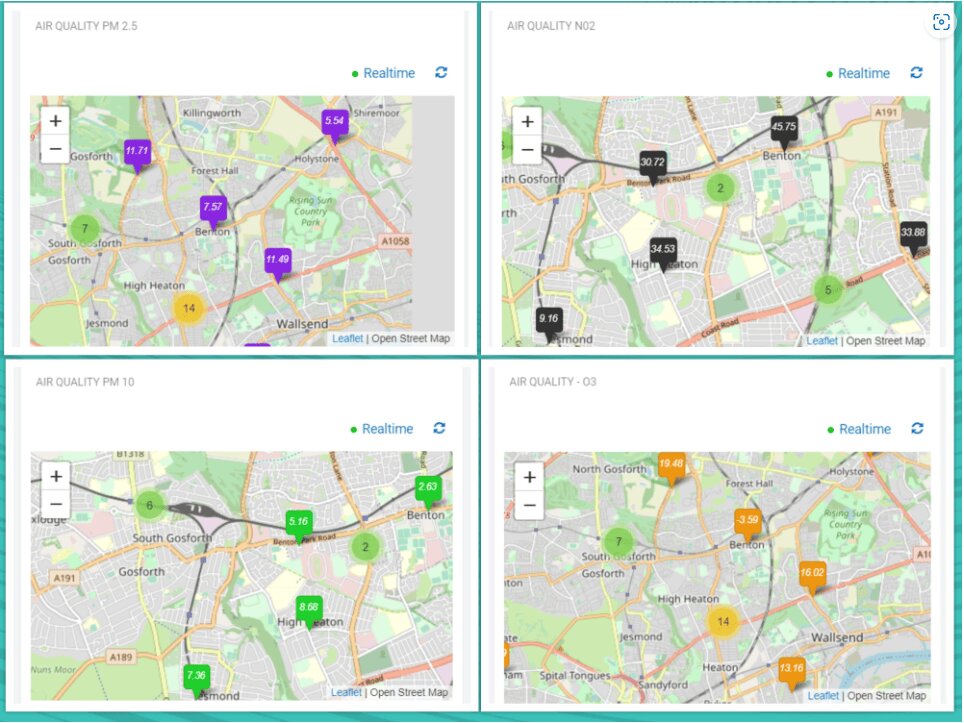 AIR QUALITY PM 2.5
Realtime
+
−
Killingworth
Shiremoor
5.54
11.71
Gosforth
Holystone
Forest Hall
7.57
Rising Sun
Country
Park
7
Benton
South Gosforth
A1058
Gosforth
11.49
High Heaton
14
Jesmond
Wallsend
Leaflet | Open Street Map
AIR QUALITY N02
Realtime
+
−
A191
45.75
30.72
Benton
South Gosforth
Benton Park Road
2
Station Road
34.53
33.88
High Heaton
5
9.16
Coast Road
Road
Jesmond
Leaflet | Open Street Map
AIR QUALITY PM 10
Realtime
+
−
B1318
2.63
6
5.16
Benton
South Gosforth
Benton Park Road
2
Gosforth
A191
8.68
High Heaton
A189
Nuns Moor
7.36
Jesmond
Road
Leaflet | Open Street Map
AIR QUALITY - O3
Realtime
+
−
North Gosforth
19.46
Holystone
Forest Hall
-3.59
Rising Sun
Country
Park
7
Benton
South Gosforth
Gosforth
16.02
High Heaton
14
Jesmond
Wallsend
Heaton
13.16
Spital Tongues
Sandyford
Leaflet | Open Street Map